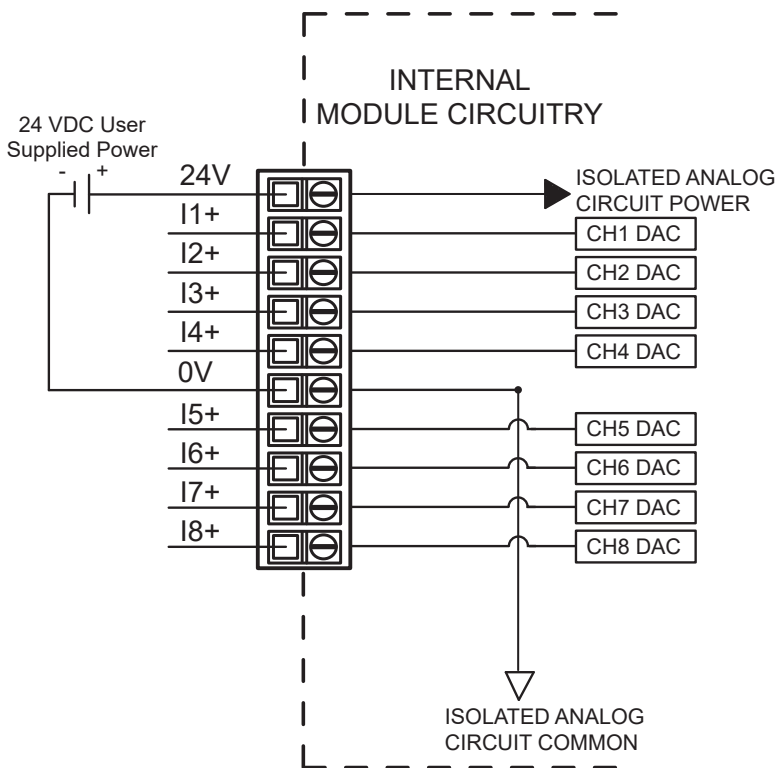 INTERNAL
MODULE CIRCUITRY
24 VDC User
Supplied Power
- +
24V
ISOLATED ANALOG
CIRCUIT POWER
I1+
CH1 DAC
I2+
CH2 DAC
I3+
CH3 DAC
I4+
CH4 DAC
0V
I5+
CH5 DAC
I6+
CH6 DAC
I7+
CH7 DAC
I8+
CH8 DAC
ISOLATED ANALOG
CIRCUIT COMMON